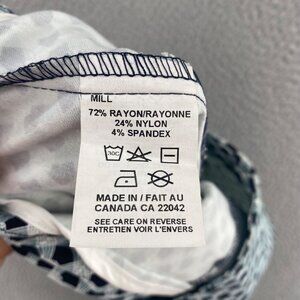 MILL
72% RAYON/RAYONNE
24% NYLON
4% SPANDEX
30C
MADE IN / FAIT AU
CANADA CA 22042
SEE CARE ON REVERSE
ENTRETIEN VOIR L'ENVERS